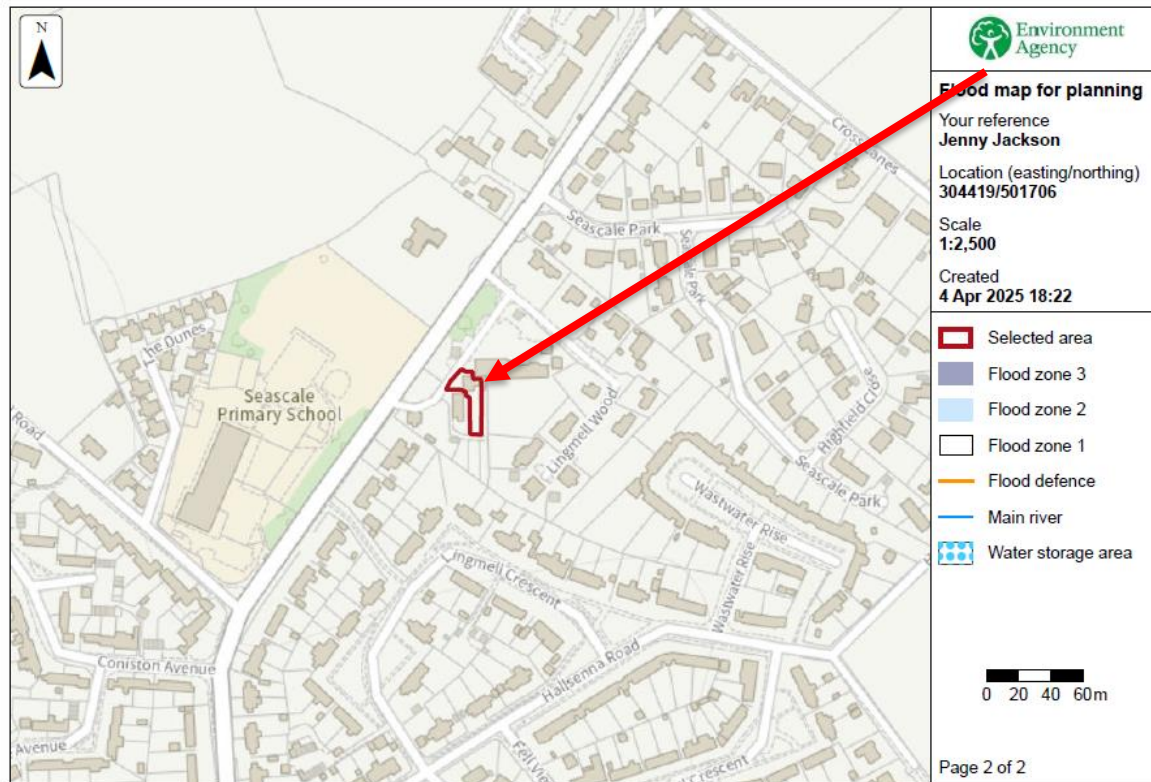 N
Environment
Agency
Flood map for planning
Your reference
Jenny Jackson
Location (easting/northing)
304419/501706
Scale
1:2,500
Created
4 Apr 2025 18:22
Selected area
Flood zone 3
Flood zone 2
Flood zone 1
Flood defence
Main river
Water storage area
0 20 40 60m
Page 2 of 2
Seascale Park
Seascale Park
The Dunes
Seascale
Primary School
Lingmell Wood
Highfield
Seascale Park
Wastwater Rise
Wastwater Rise
Lingmell Crescent
Hallsenna Road
Coniston Avenue
Road
Avenue
Crescent